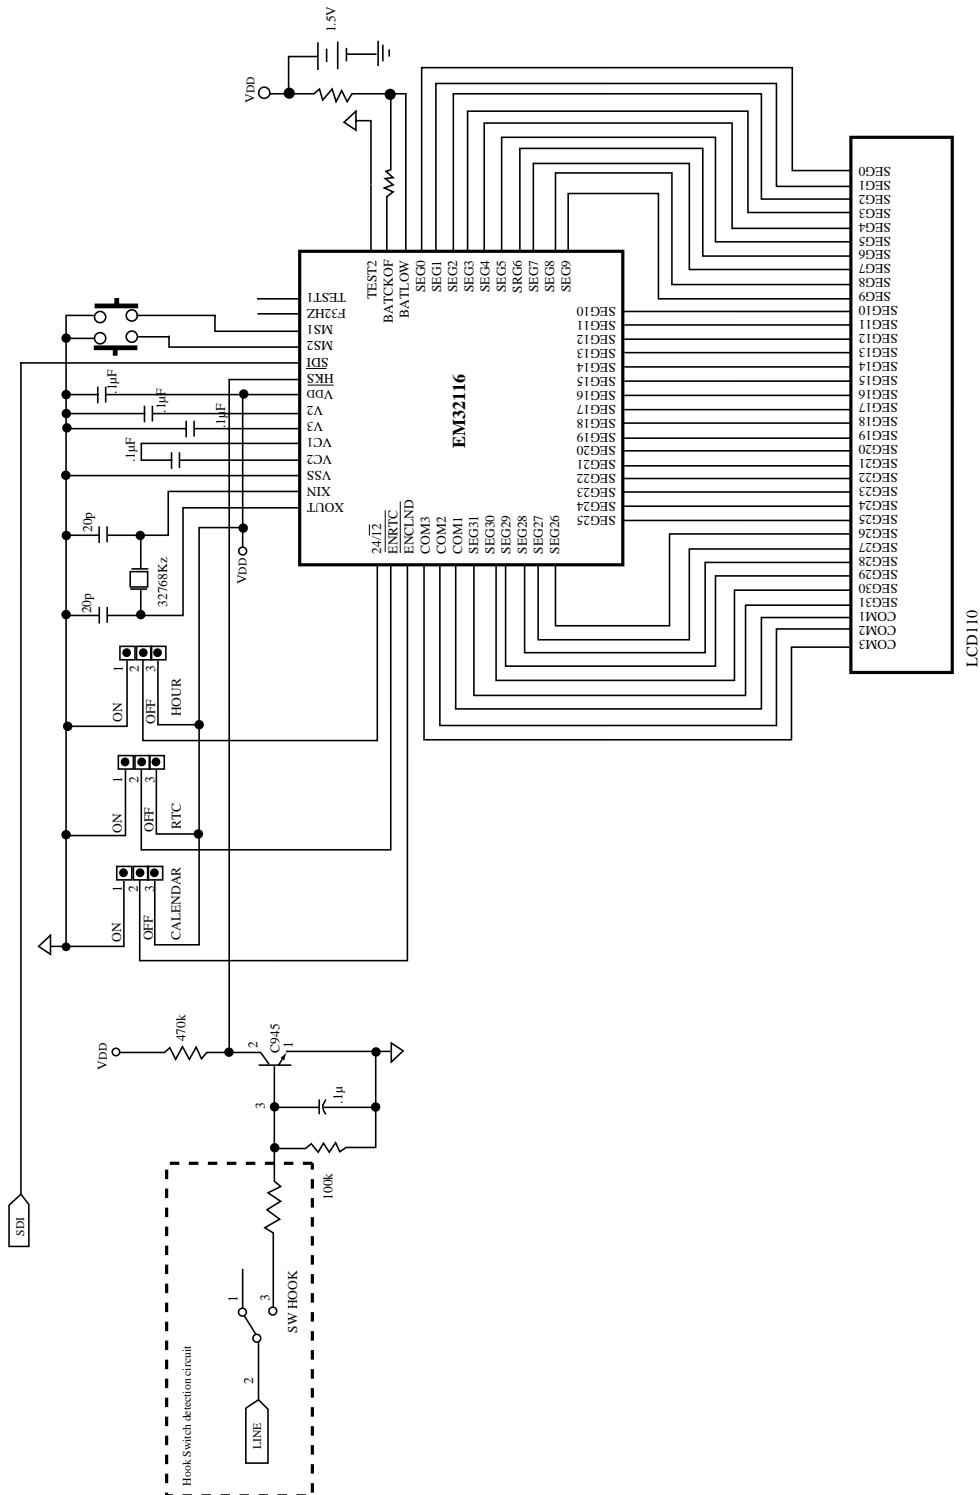 1.5V
VDD
TEST2
BATCKOF
BATLOW
SEG0
SEG1
SEG2
SEG3
SEG4
SEG5
SRG6
SEG7
SEG8
SEG9
TEST1
F32HZ
MS1
MS2
SDI
HKS
VDD
V2
V3
VC1
VC2
VSS
XIN
XOUT
.1µF
.1µF
.1µF
.1µF
EM32116
SEG10
SEG11
SEG12
SEG13
SEG14
SEG15
SEG16
SEG17
SEG18
SEG19
SEG20
SEG21
SEG22
SEG23
SEG24
SEG25
24/12
ENRTC
ENCLND
COM3
COM2
COM1
SEG31
SEG30
SEG29
SEG28
SEG27
SEG26
SEG0
SEG1
SEG2
SEG3
SEG4
SEG5
SEG6
SEG7
SEG8
SEG9
SEG10
SEG11
SEG12
SEG13
SEG14
SEG15
SEG16
SEG17
SEG18
SEG19
SEG20
SEG21
SEG22
SEG23
SEG24
SEG25
SEG26
SEG27
SEG28
SEG29
SEG30
SEG31
COM1
COM2
COM3
LCD110
20p
20p
32768Kz
VDD
1
2
3
ON
OFF
HOUR
1
2
3
ON
OFF
RTC
1
2
3
ON
OFF
CALENDAR
VDD
470k
2
C945
1
3
.1µ
100k
SDI
Hook Switch detection circuit
1
3
SW HOOK
2
LINE